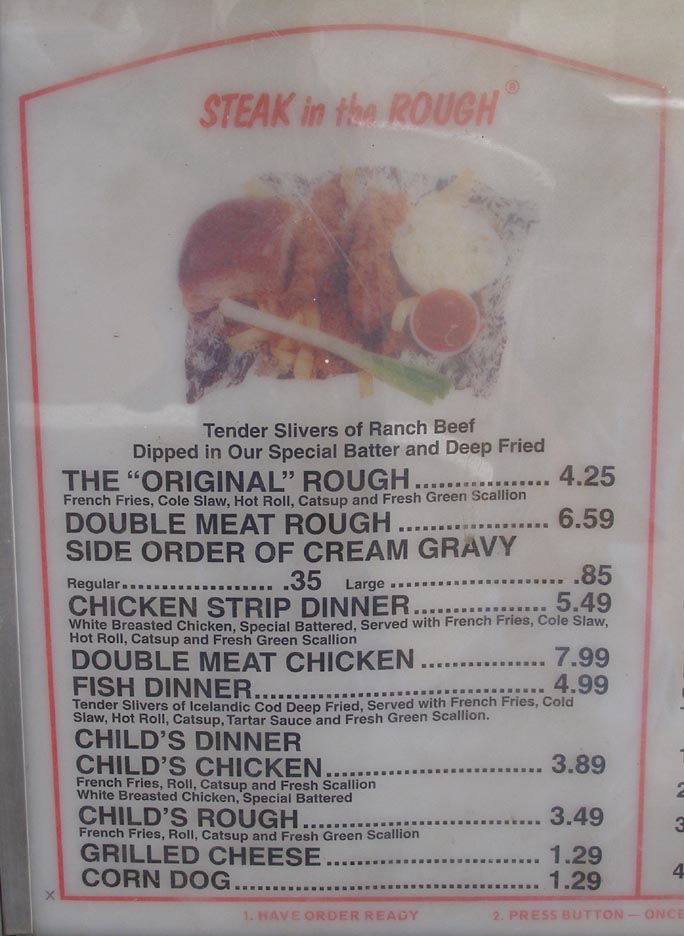 STEAK in the ROUGH®
Tender Slivers of Ranch Beef
Dipped in Our Special Batter and Deep Fried
THE “ORIGINAL” ROUGH ................ 4.25
French Fries, Cole Slaw, Hot Roll, Catsup and Fresh Green Scallion
DOUBLE MEAT ROUGH .................. 6.59
SIDE ORDER OF CREAM GRAVY
Regular..................... .35 Large ....................... .85
CHICKEN STRIP DINNER................ 5.49
White Breasted Chicken, Special Battered, Served with French Fries, Cole Slaw,
Hot Roll, Catsup and Fresh Green Scallion
DOUBLE MEAT CHICKEN ............... 7.99
FISH DINNER................................... 4.99
Tender Slivers of Icelandic Cod Deep Fried, Served with French Fries, Cold
Slaw, Hot Roll, Catsup, Tartar Sauce and Fresh Green Scallion.
CHILD'S DINNER
CHILD'S CHICKEN.......................... 3.89
French Fries, Roll, Catsup and Fresh Scallion
White Breasted Chicken, Special Battered
CHILD'S ROUGH............................. 3.49
French Fries, Roll, Catsup and Fresh Green Scallion
GRILLED CHEESE .......................... 1.29
CORN DOG..................................... 1.29
x
1. HAVE ORDER READY 2. PRESS BUTTON — ONCE
2
3
4